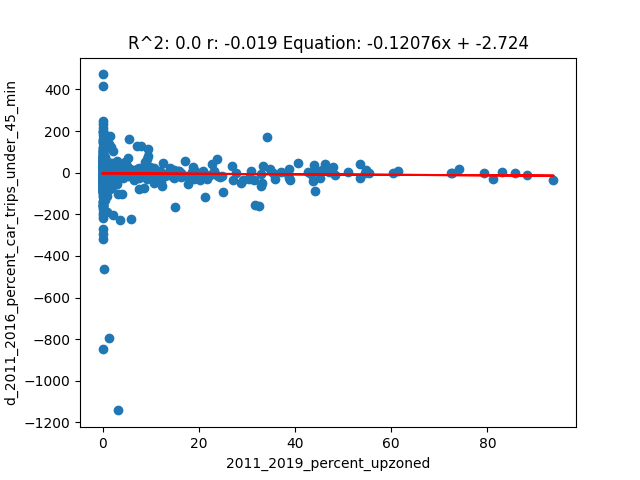 R^2: 0.0 r: -0.019 Equation: -0.12076x + -2.724
d_2011_2016_percent_car_trips_under_45_min
400
200
0
−200
−400
−600
−800
−1000
−1200
0 20 40 60 80
2011_2019_percent_upzoned